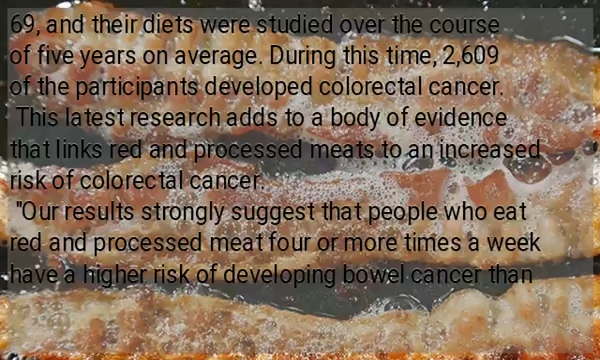 69, and their diets were studied over the course
of five years on average. During this time, 2,609
of the participants developed colorectal cancer.
This latest research adds to a body of evidence
that links red and processed meats to an increased
risk of colorectal cancer.
"Our results strongly suggest that people who eat
red and processed meat four or more times a week
have a higher risk of developing bowel cancer than